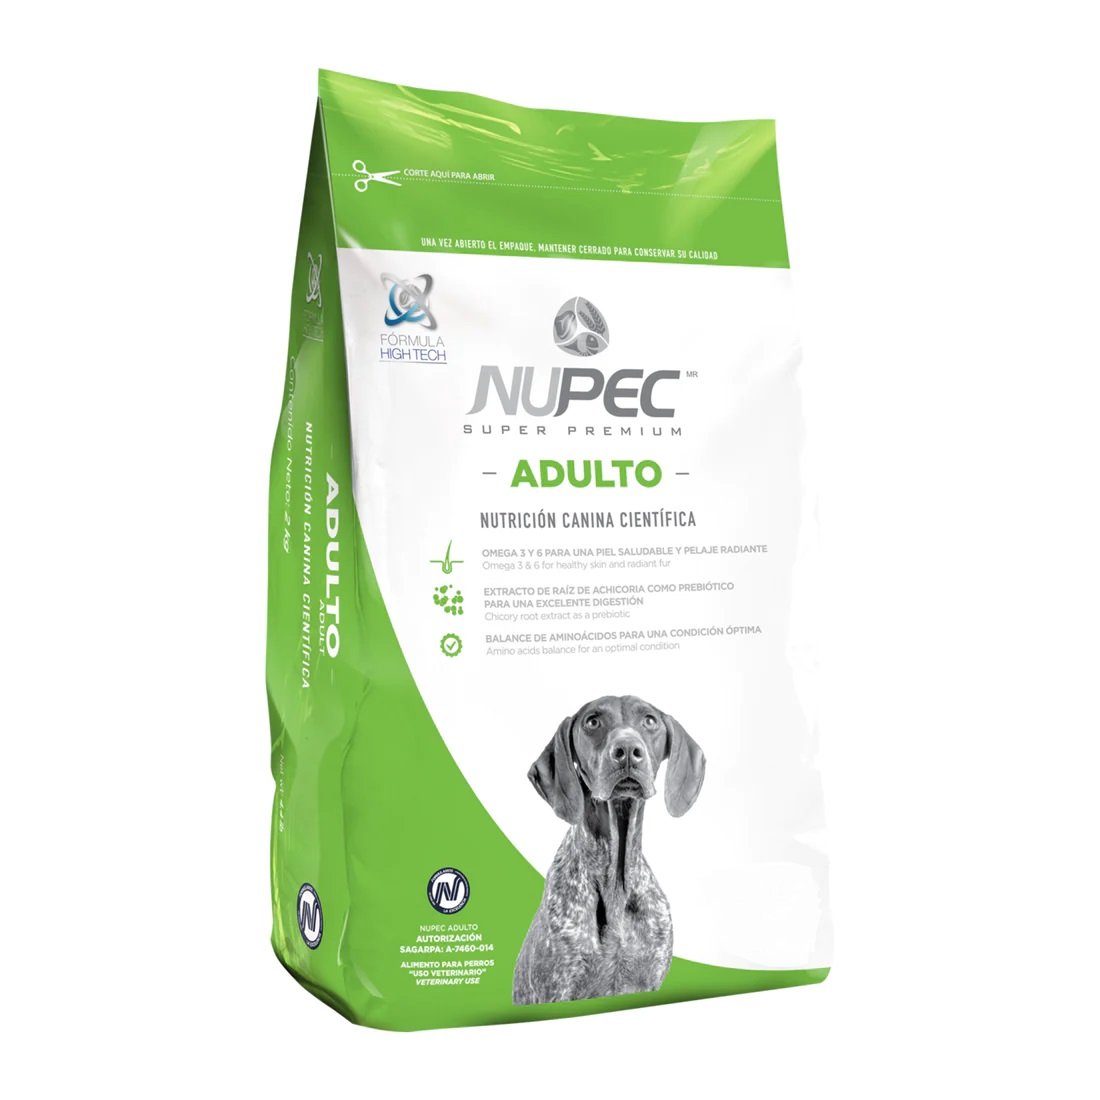 CORTE AQUÍ PARA ABRIR
UNA VEZ ABIERTO EL EMPAQUE, MANTENER CERRADO PARA CONSERVAR SU CALIDAD
FÓRMULA
HIGH TECH
NUPEC MR
SUPER PREMIUM
- ADULTO -
NUTRICIÓN CANINA CIENTÍFICA
OMEGA 3 Y 6 PARA UNA PIEL SALUDABLE Y PELAJE RADIANTE
Omega 3 & 6 for healthy skin and radiant fur
EXTRACTO DE RAÍZ DE ACHICORIA COMO PREBIÓTICO
PARA UNA EXCELENTE DIGESTIÓN
Chicory root extract as a prebiotic
BALANCE DE AMINOÁCIDOS PARA UNA CONDICIÓN ÓPTIMA
Amino acids balance for an optimal condition
NUPEC ADULTO
AUTORIZACIÓN
SAGARPA: A-7460-014
ALIMENTO PARA PERROS
"USO VETERINARIO"
VETERINARY USE
FÓRMULA
HIGH TECH
- ADULTO -
ADULT
NUTRICIÓN CANINA CIENTÍFICA
Contenido Neto: 2 kg